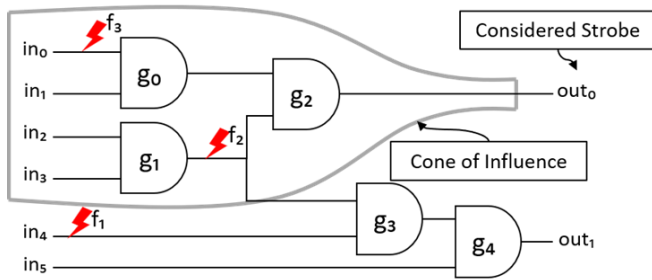 f₃
Considered Strobe
in₀
g₀
in₁
g₂
out₀
in₂
g₁
f₂
in₃
Cone of Influence
f₁
g₃
in₄
g₄
out₁
in₅